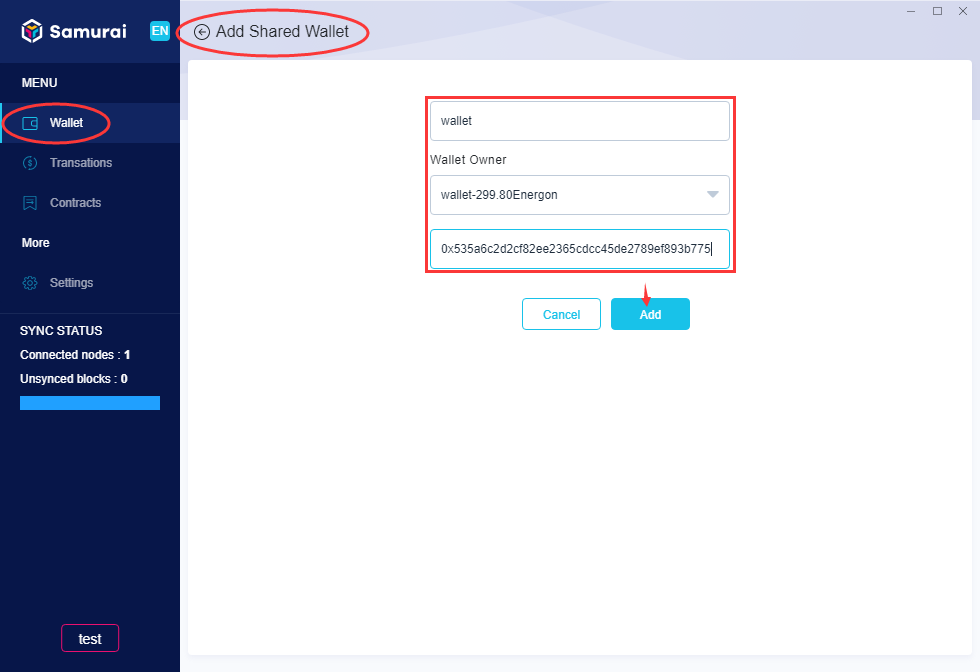 Samurai
EN
Add Shared Wallet
MENU
Wallet
Transations
Contracts
More
Settings
SYNC STATUS
Connected nodes : 1
Unsynced blocks : 0
test
wallet
Wallet Owner
wallet-299.80Energon
0x535a6c2d2cf82ee2365cdcc45de2789ef893b775
Cancel
Add